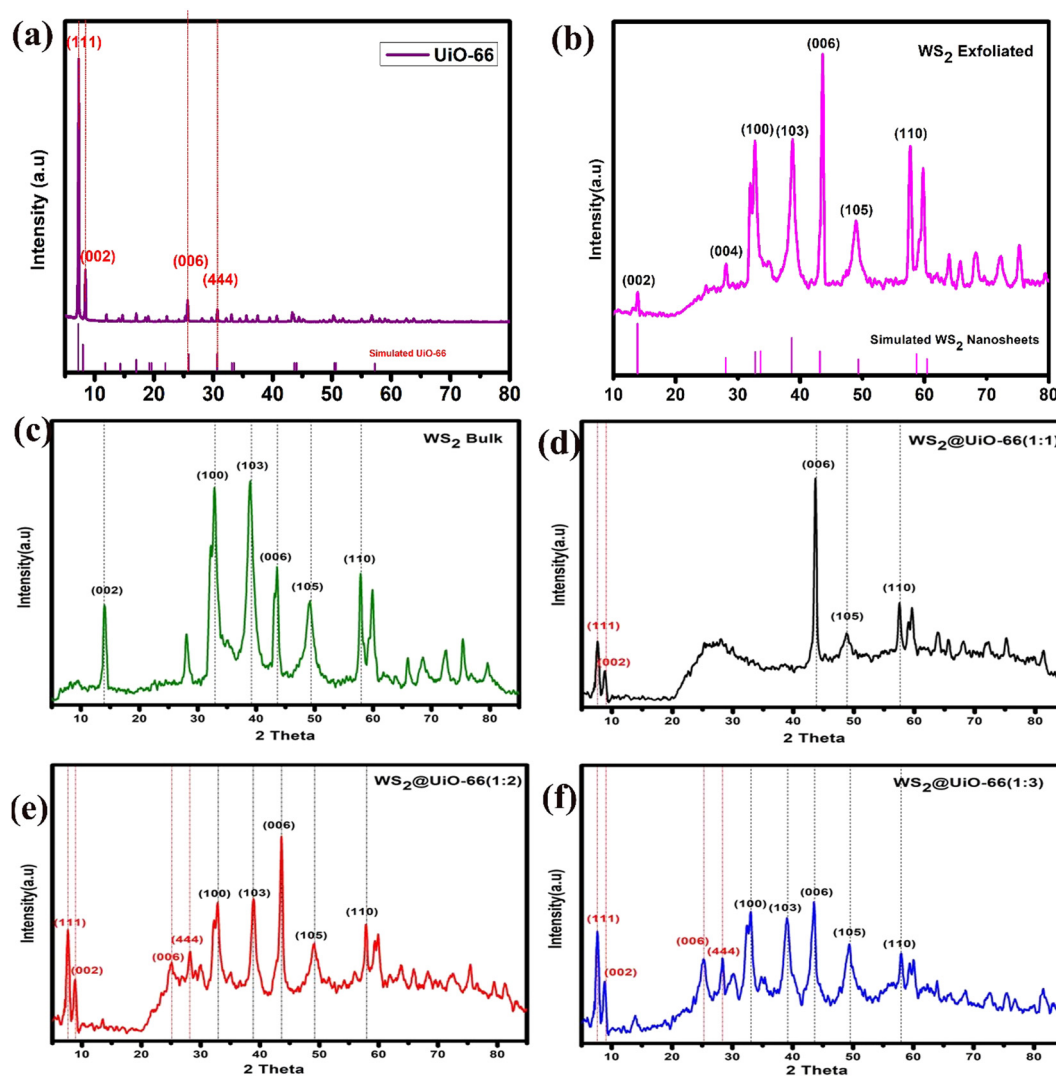 (a)
(111)
UiO-66
(002)
(006)
(444)
Simulated UiO-66
Intensity (a.u)
10 20 30 40 50 60 70 80
(b)
WS2 Exfoliated
(006)
(100)
(103)
(110)
(105)
(004)
(002)
Simulated WS2 Nanosheets
Intensity(a.u)
10 20 30 40 50 60 70 80
(c)
WS2 Bulk
(103)
(100)
(006)
(110)
(002)
(105)
Intensity(a.u)
10 20 30 40 50 60 70 80
2 Theta
(d)
WS2@UiO-66(1:1)
(006)
(110)
(105)
(111)
(002)
Intensity(a.u)
10 20 30 40 50 60 70 80
2 Theta
(e)
WS2@UiO-66(1:2)
(006)
(100)
(103)
(110)
(111)
(444)
(105)
(006)
(002)
Intensity(a.u)
10 20 30 40 50 60 70 80
2 Theta
(f)
WS2@UiO-66(1:3)
(006)
(100)
(103)
(111)
(006)
(444)
(105)
(110)
(002)
Intensity(a.u)
10 20 30 40 50 60 70 80
2 Theta